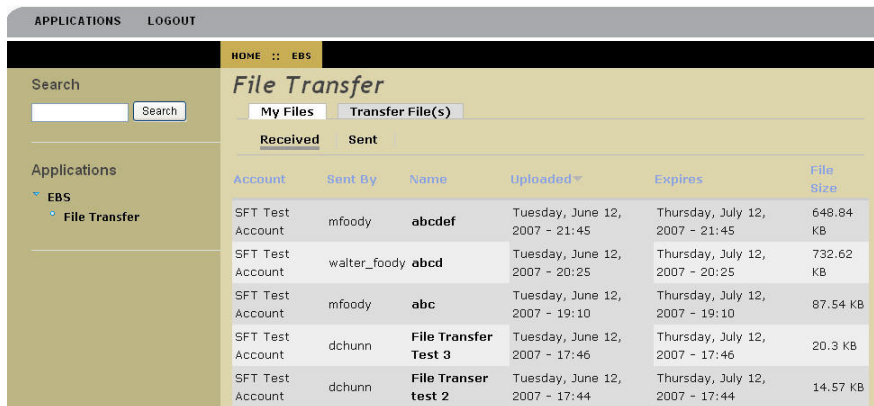 APPLICATIONS LOGOUT
HOME :: EBS
Search
Search
Applications
EBS
File Transfer
File Transfer
My Files Transfer File(s)
Received Sent
Account Sent By Name Uploaded Expires File Size
SFT Test Account mfoody abcdef Tuesday, June 12, 2007 - 21:45 Thursday, July 12, 2007 - 21:45 648.84 KB
SFT Test Account walter_foody abcd Tuesday, June 12, 2007 - 20:25 Thursday, July 12, 2007 - 20:25 732.62 KB
SFT Test Account mfoody abc Tuesday, June 12, 2007 - 19:10 Thursday, July 12, 2007 - 19:10 87.54 KB
SFT Test Account dchunn File Transfer Test 3 Tuesday, June 12, 2007 - 17:46 Thursday, July 12, 2007 - 17:46 20.3 KB
SFT Test Account dchunn File Transer test 2 Tuesday, June 12, 2007 - 17:44 Thursday, July 12, 2007 - 17:44 14.57 KB